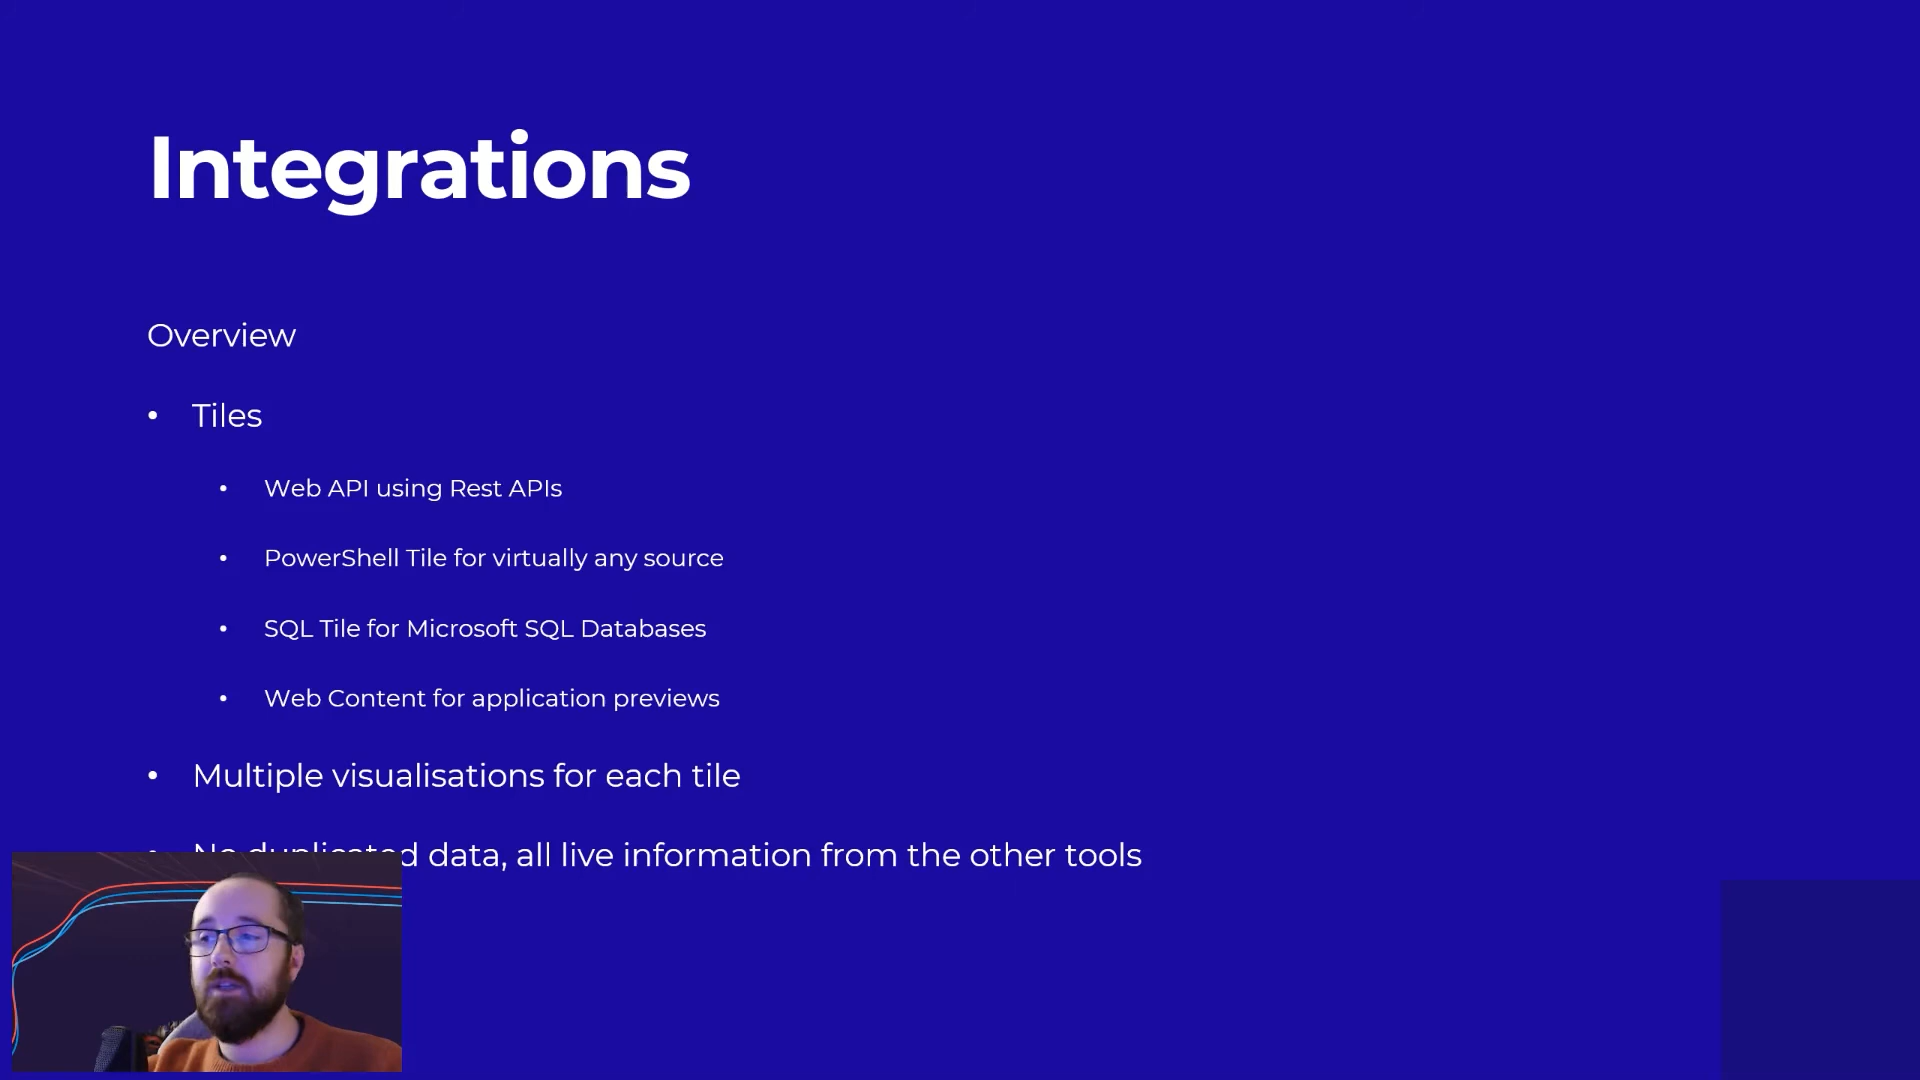 Integrations
Overview
• Tiles
• Web API using Rest APIs
• PowerShell Tile for virtually any source
• SQL Tile for Microsoft SQL Databases
• Web Content for application previews
• Multiple visualisations for each tile
• No duplicated data, all live information from the other tools